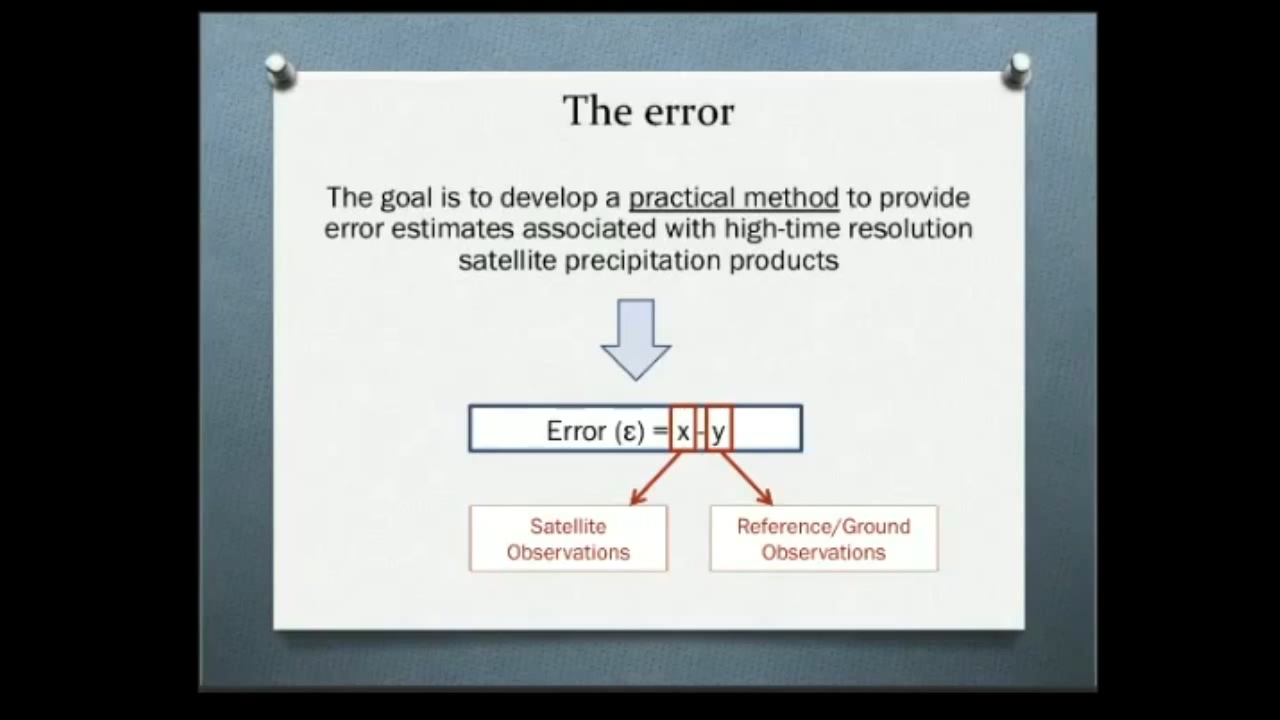 The error
The goal is to develop a practical method to provide
error estimates associated with high-time resolution
satellite precipitation products
Error (ε) = x - y
Satellite
Observations
Reference/Ground
Observations